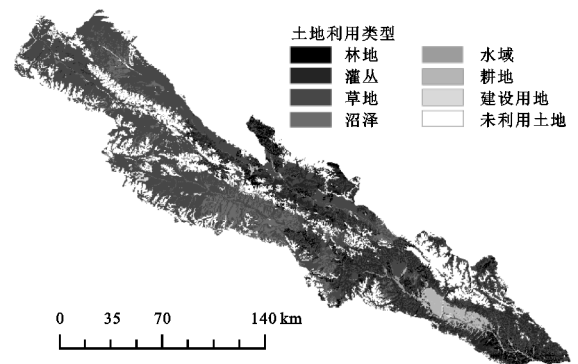 土地利用类型
林地 水域
灌丛 耕地
草地 建设用地
沼泽 未利用土地
0 35 70 140 km